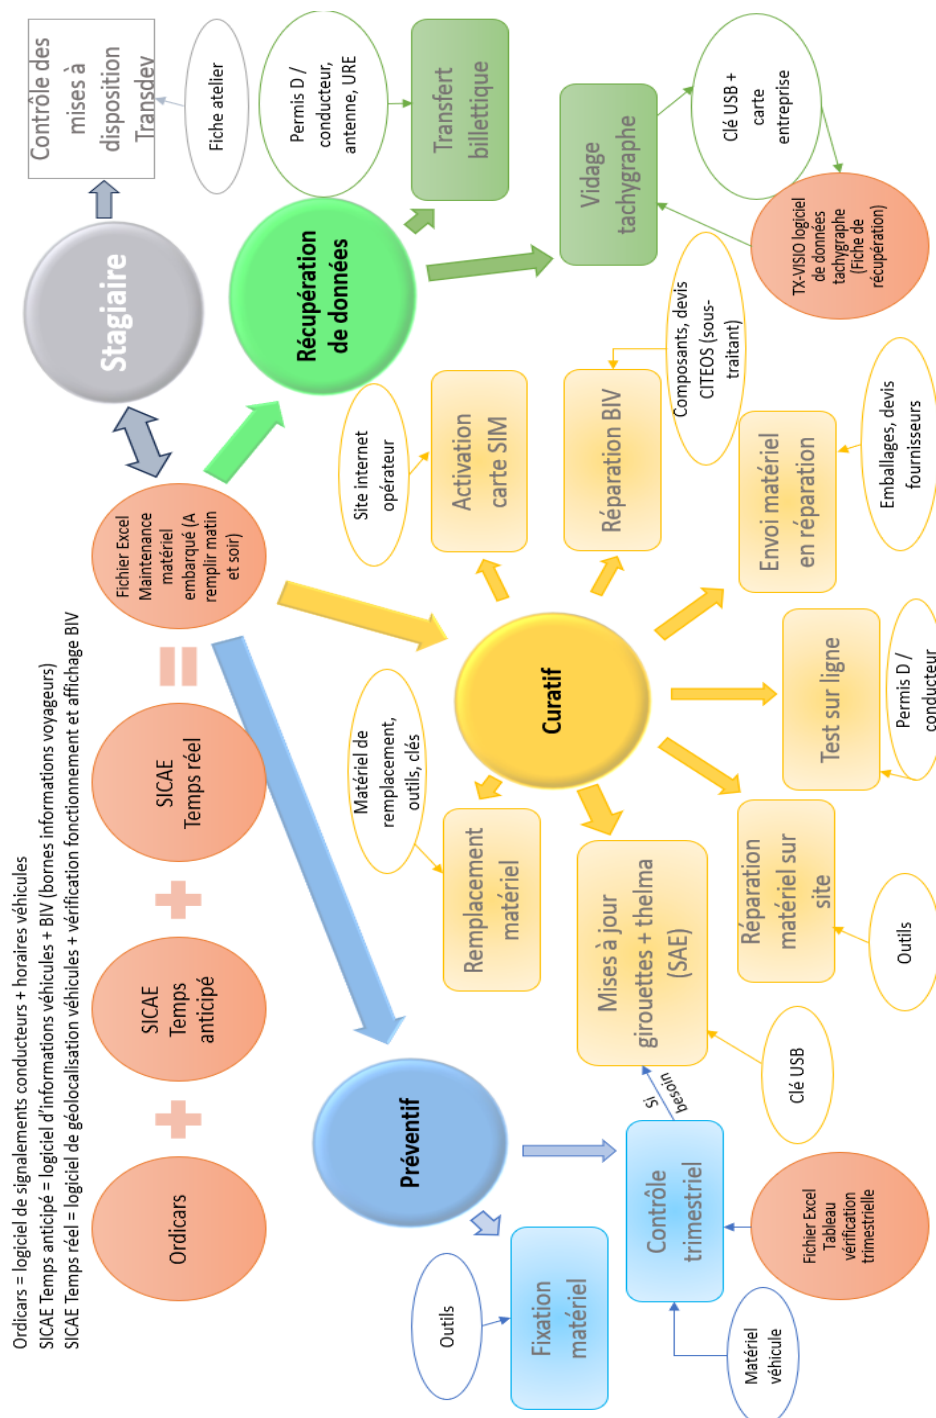 Ordicars = logiciel de signalements conducteurs + horaires véhicules
SICAE Temps anticipé = logiciel d'informations véhicules + BIV (bornes informations voyageurs)
SICAE Temps réel = logiciel de géolocalisation véhicules + vérification fonctionnement et affichage BIV
Ordicars
+
SICAE
Temps
anticipé
+
SICAE
Temps réel
=
Fichier Excel
Maintenance
matériel
embarqué (A
remplir matin
et soir)
Stagiaire
Contrôle des
mises à
disposition
Transdev
Fiche atelier
Récupération
de données
Permis D /
conducteur,
antenne, URE
Transfert
billettique
Vidage
tachygraphe
Clé USB +
carte
entreprise
TX-VISIO logiciel
de données
tachygraphe
(Fiche de
récupération)
Préventif
Outils
Fixation
matériel
Contrôle
trimestriel
Si
besoin
Matériel
véhicule
Fichier Excel
Tableau
vérification
trimestrielle
Curatif
Matériel de
remplacement,
outils, clés
Remplacement
matériel
Mises à jour
girouettes + thelma
(SAE)
Clé USB
Réparation
matériel sur
site
Outils
Test sur ligne
Permis D /
conducteur
Envoi matériel
en réparation
Emballages, devis
fournisseurs
Réparation BIV
Composants, devis
CITEOS (sous-
traitant)
Activation
carte SIM
Site internet
opérateur